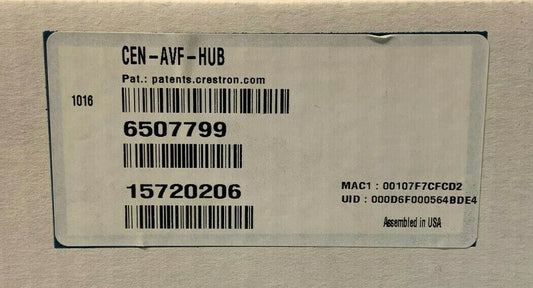 CEN-AVF-HUB
Pat.: patents.crestron.com
1016
6507799
15720206
MAC1 : 00107F7CFCD2
UID : 000D6F000564BDE4
Assembled in USA